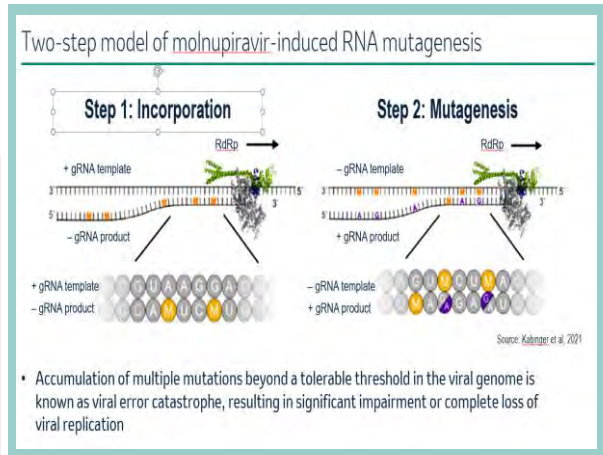 Two-step model of molnupiravir-induced RNA mutagenesis
Step 1: Incorporation
RdRp
+ gRNA template
3'
5'
5'
3'
– gRNA product
+ gRNA template
G U A A G G A
– gRNA product
C A M U C M U
Step 2: Mutagenesis
RdRp
– gRNA template
3'
5'
5'
3'
+ gRNA product
– gRNA template
M C U M
+ gRNA product
M A G A G
Source: Kabinger et al, 2021
• Accumulation of multiple mutations beyond a tolerable threshold in the viral genome is
known as viral error catastrophe, resulting in significant impairment or complete loss of
viral replication